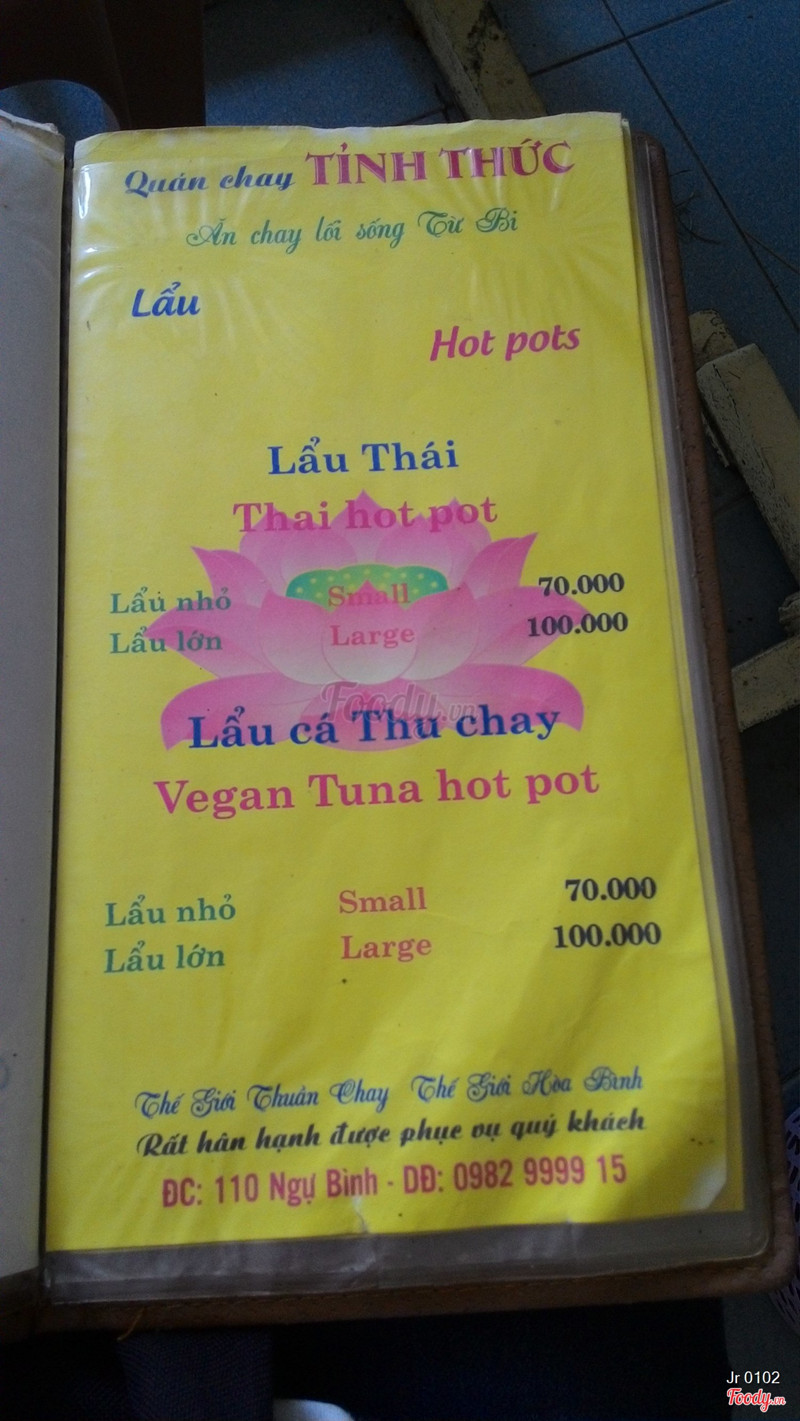 Quán chay TỈNH THỨC
Ăn chay lối sống Từ Bi
Lẩu
Hot pots
Lẩu Thái
Thai hot pot
Lẩu nhỏ Small 70.000
Lẩu lớn Large 100.000
Foody.vn
Lẩu cá Thu chay
Vegan Tuna hot pot
Lẩu nhỏ Small 70.000
Lẩu lớn Large 100.000
Thế Giới Thuần Chay Thế Giới Hòa Bình
Rất hân hạnh được phục vụ quý khách
ĐC: 110 Ngự Bình - DĐ: 0982 9999 15
Jr 0102
Foody.vn